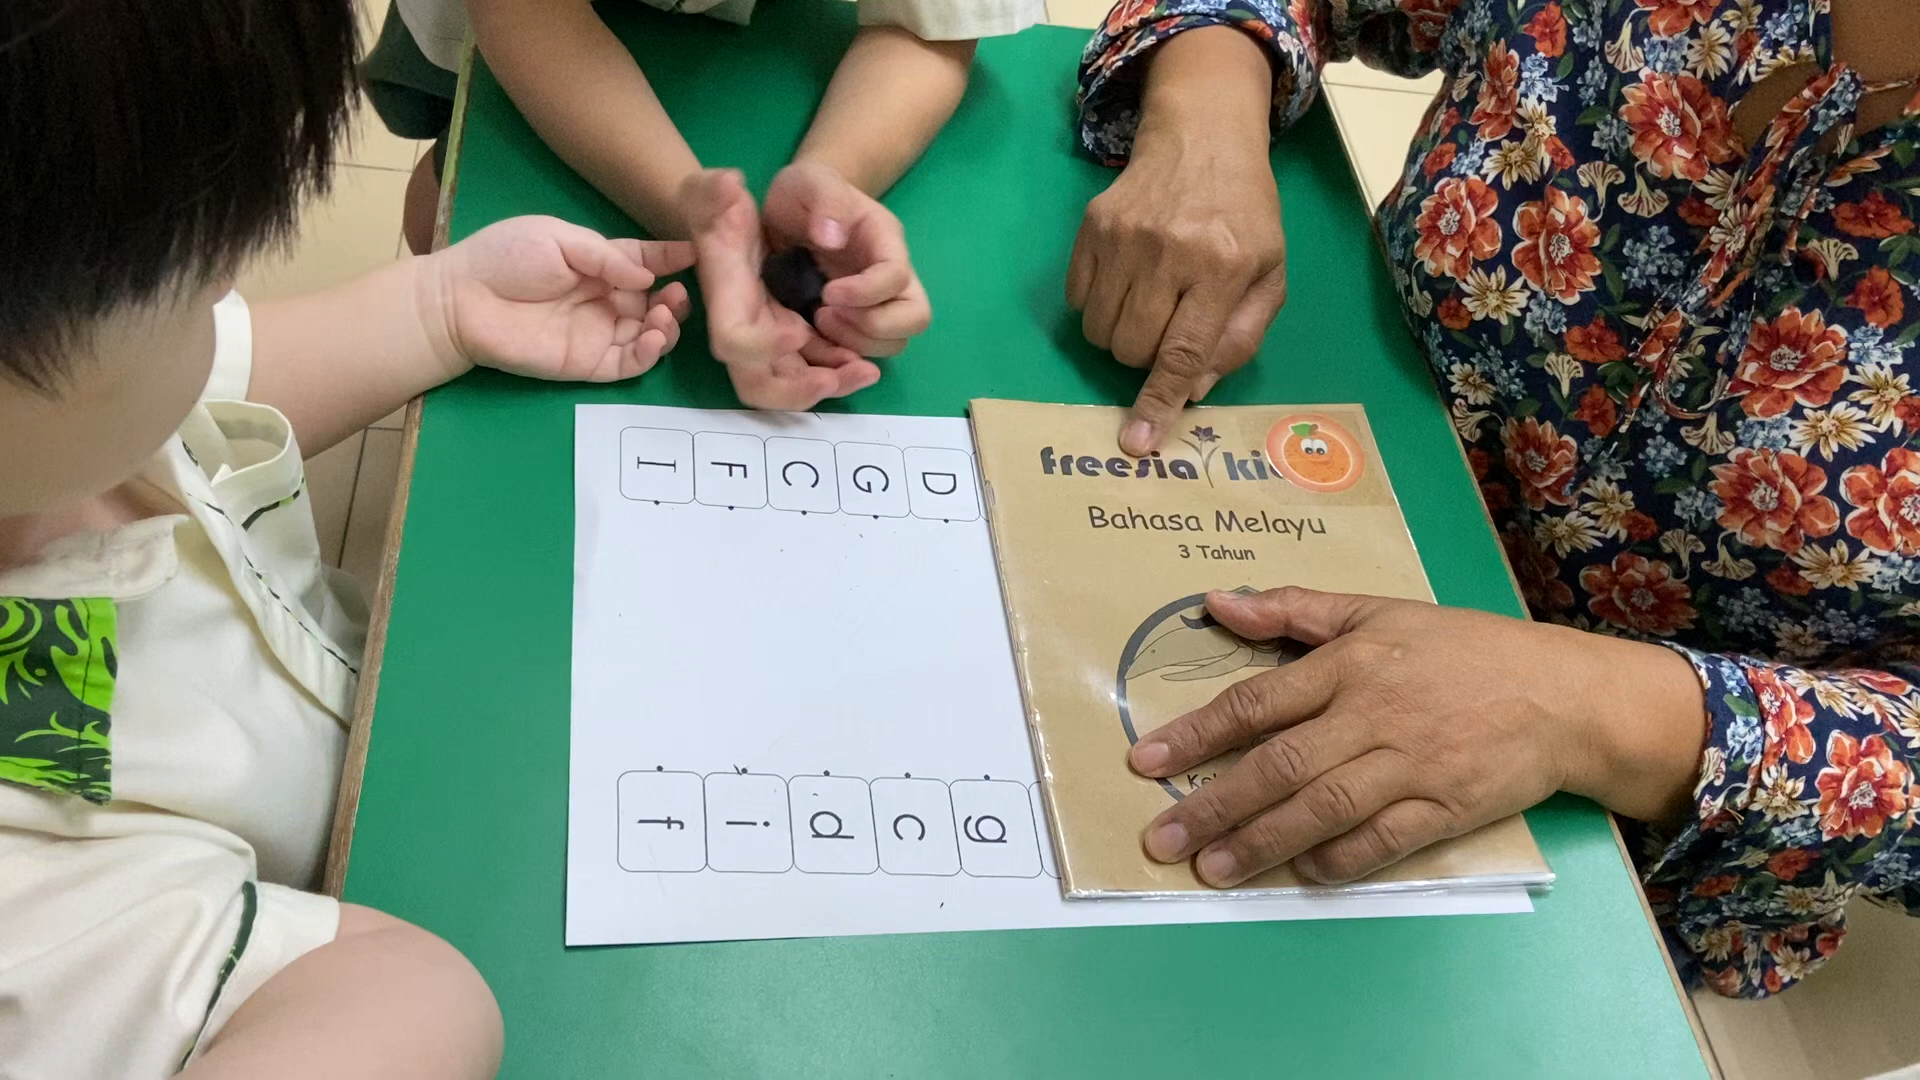 I F C G D
f i d c g
freesia ki
Bahasa Melayu
3 Tahun